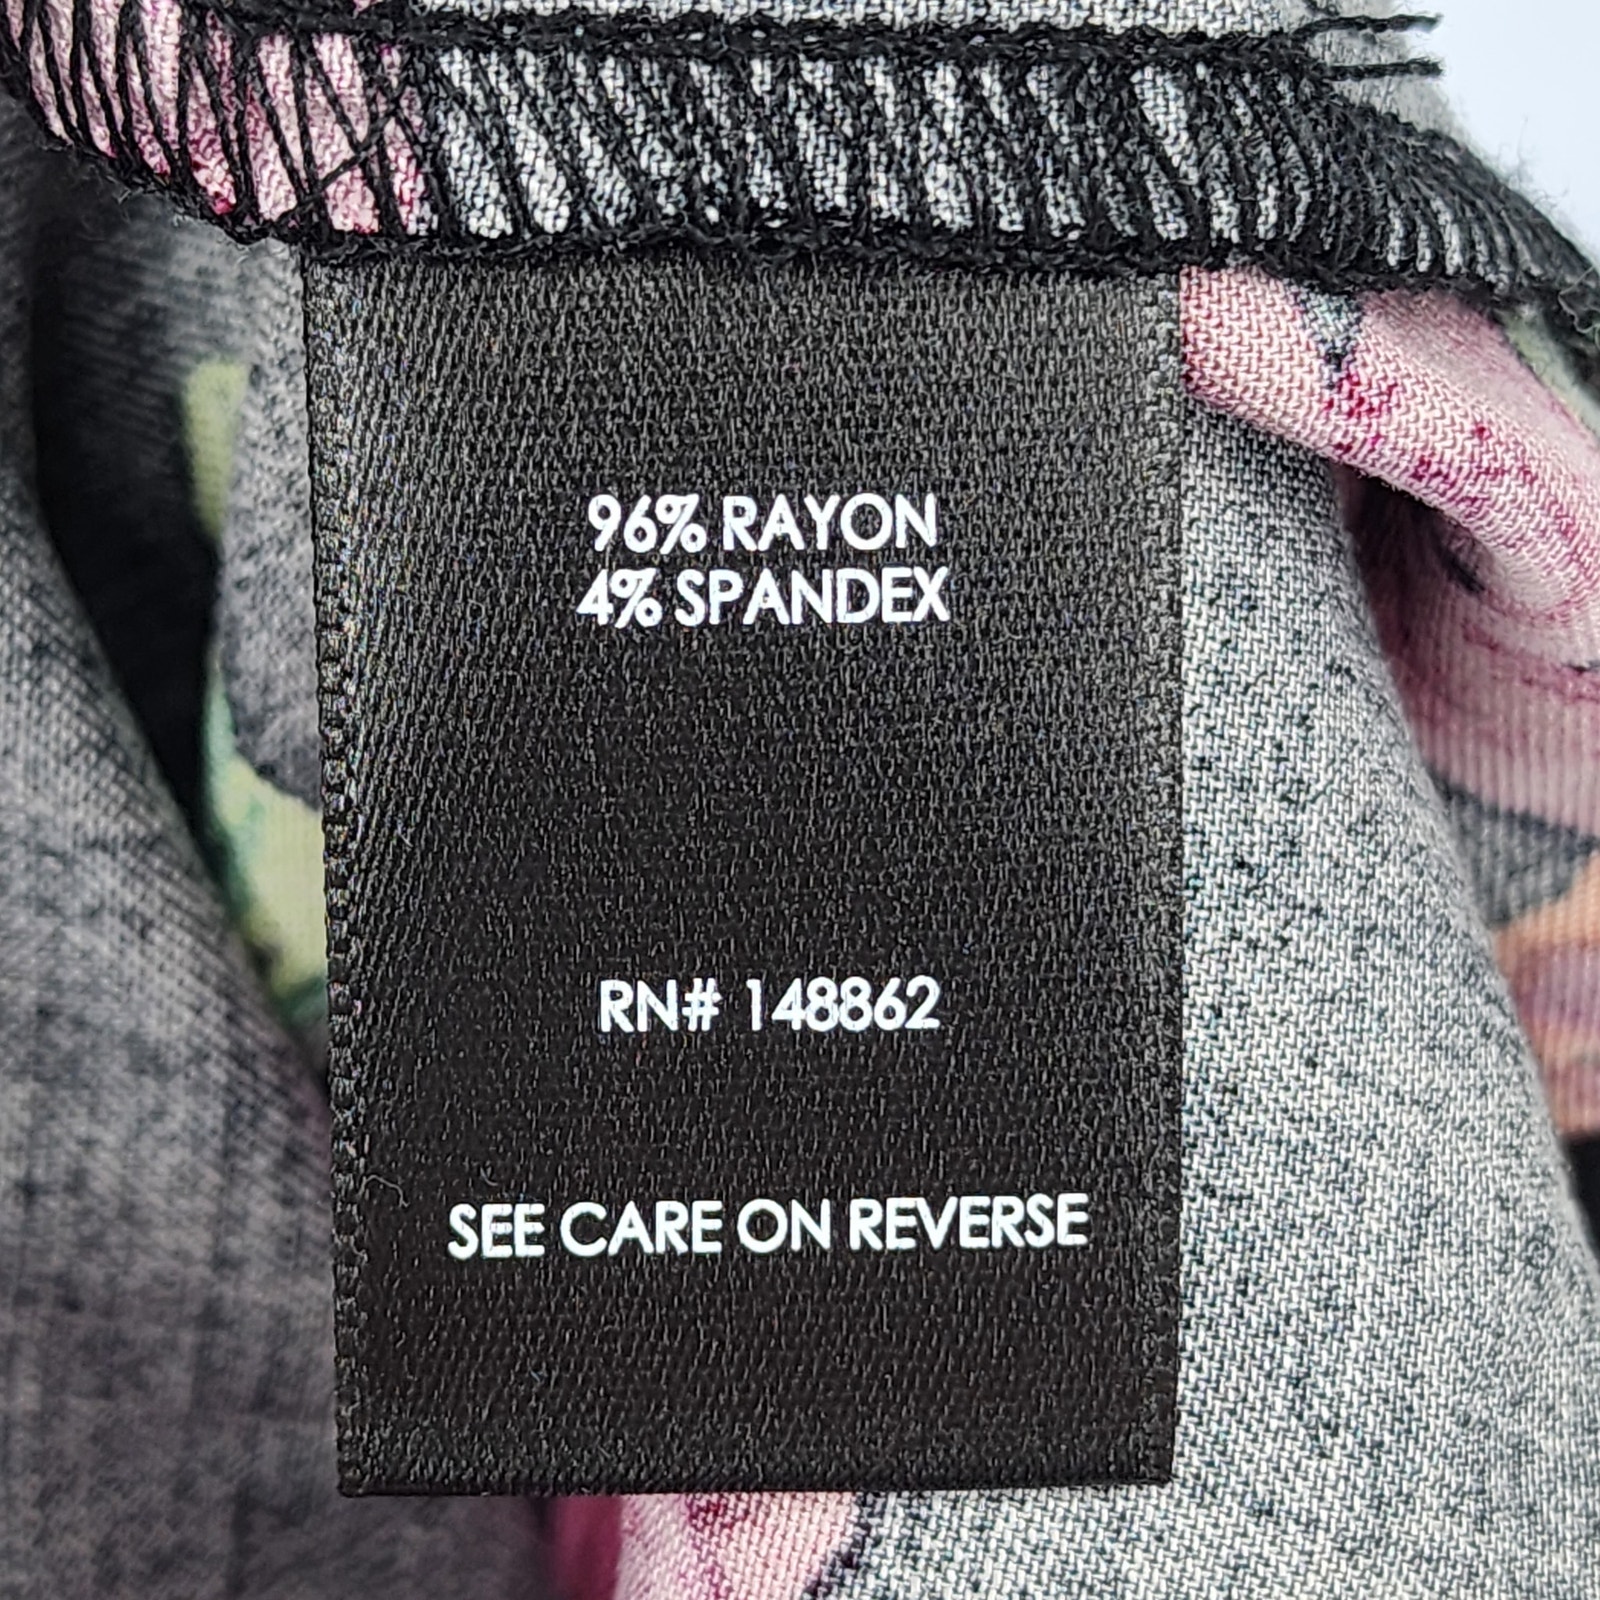 96% RAYON
4% SPANDEX
RN# 148862
SEE CARE ON REVERSE